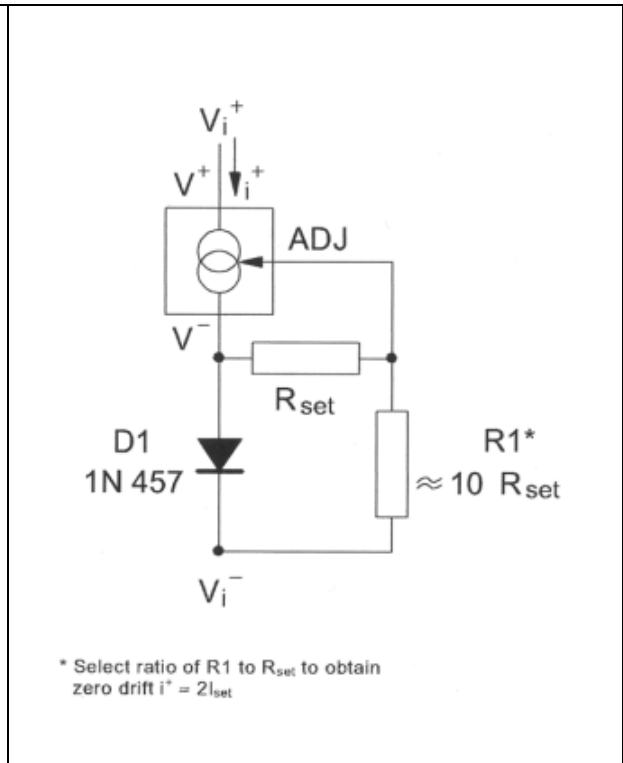 Vi+
V+
i+
ADJ
V−
Rset
D1
1N 457
R1*
≈ 10 Rset
Vi−
* Select ratio of R1 to Rset to obtain
zero drift i+ = 2Iset